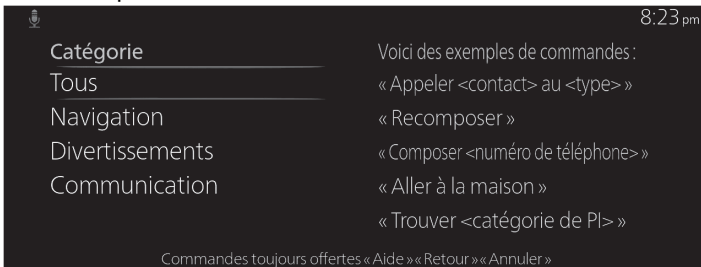 8:23 pm
Catégorie
Tous
Navigation
Divertissements
Communication
Voici des exemples de commandes :
« Appeler <contact> au <type> »
« Recomposer »
« Composer <numéro de téléphone> »
« Aller à la maison »
« Trouver <catégorie de PI> »
Commandes toujours offertes « Aide » « Retour » « Annuler »